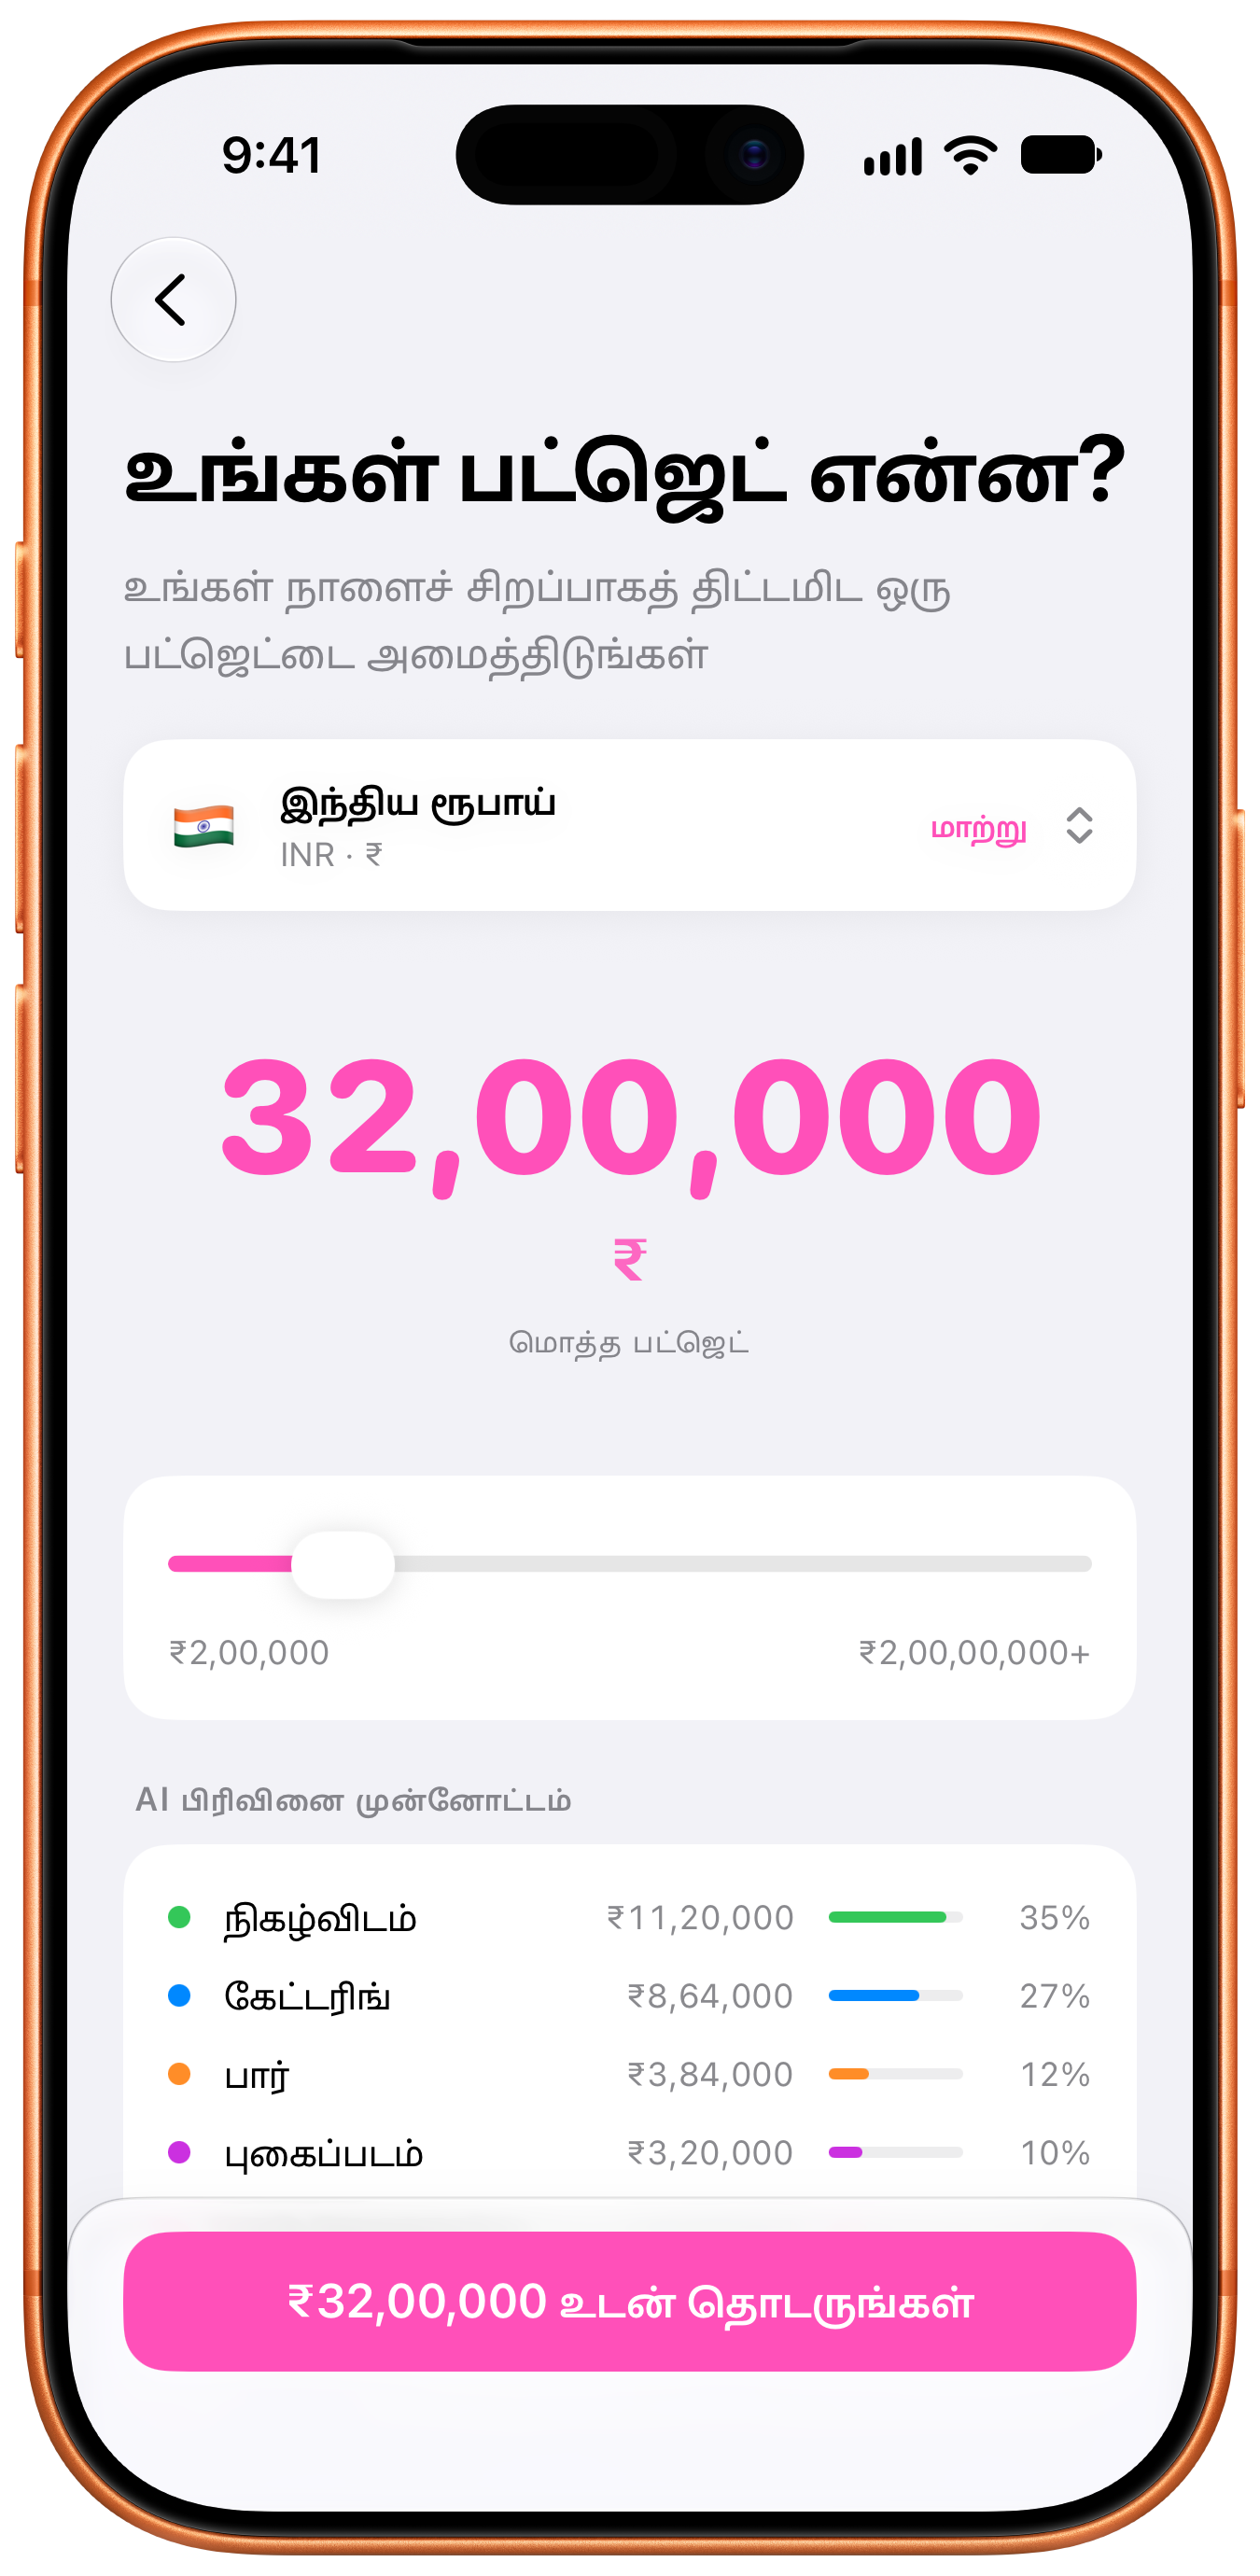 9:41
உங்கள் பட்ஜெட் என்ன?
உங்கள் நாளைச் சிறப்பாகத் திட்டமிட ஒரு
பட்ஜெட்டை அமைத்திடுங்கள்
இந்திய ரூபாய்
INR · ₹
மாற்று
32,00,000
₹
மொத்த பட்ஜெட்
₹2,00,000 ₹2,00,00,000+
AI பிரிவினை முன்னோட்டம்
நிகழ்விடம் ₹11,20,000 35%
கேட்டரிங் ₹8,64,000 27%
பார் ₹3,84,000 12%
புகைப்படம் ₹3,20,000 10%
₹32,00,000 உடன் தொடருங்கள்